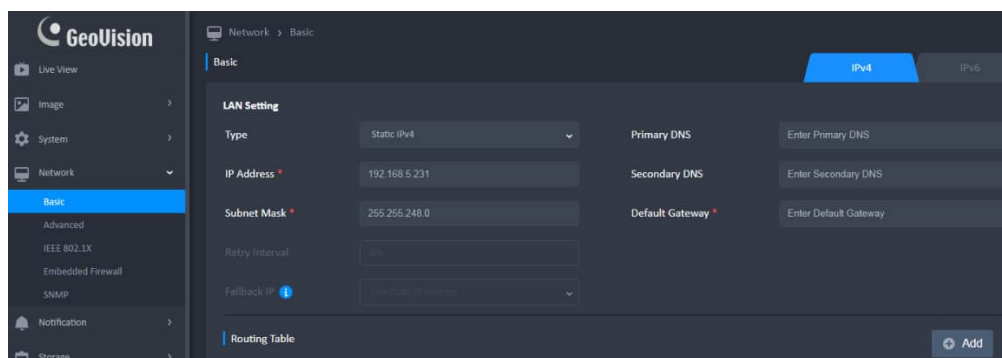 GeoVision
Network > Basic
Live View
Basic
IPv4
IPv6
Image
LAN Setting
System
Type
Static IPv4
Primary DNS
Enter Primary DNS
Network
IP Address *
192.168.5.231
Secondary DNS
Enter Secondary DNS
Basic
Subnet Mask *
255.255.248.0
Default Gateway *
Enter Default Gateway
Advanced
IEEE 802.1X
Retry Interval
Embedded Firewall
SNMP
Fallback IP
Notification
Routing Table
Add
Storage